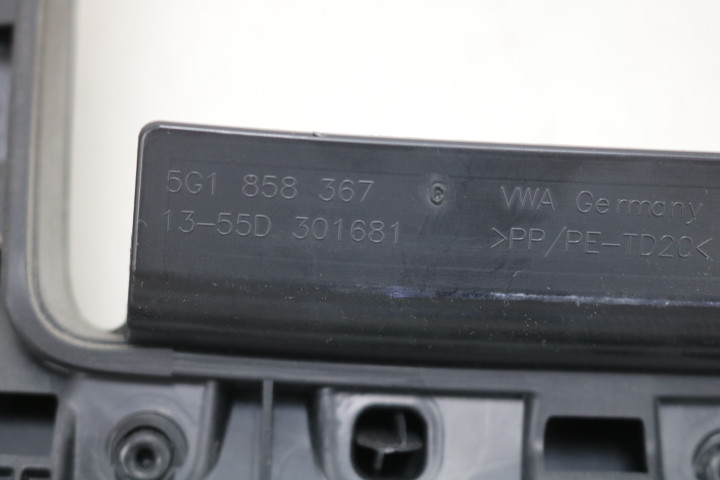 5G1 858 367 VWA Germany
13-55D 301681 >PP/PE-TD20<